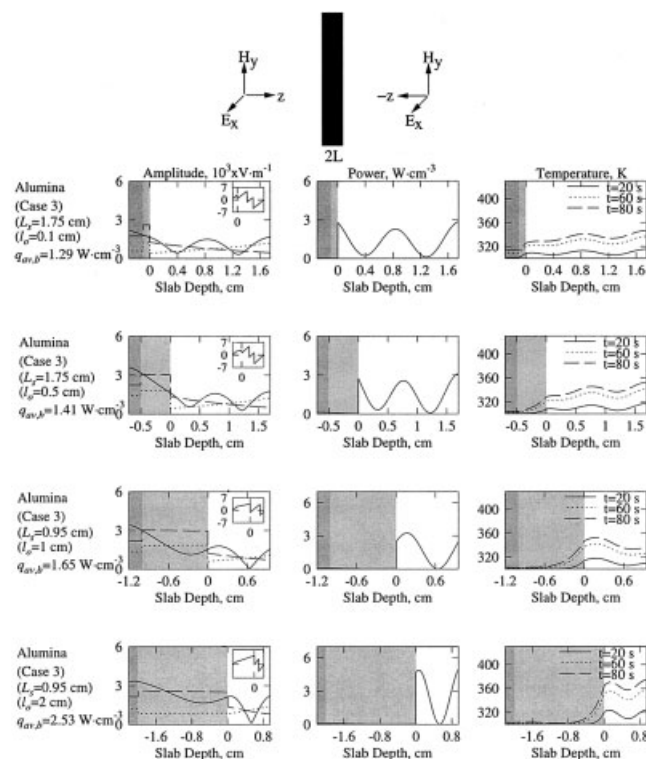 Hy Hy
z -z
Ex Ex
2L
Amplitude, 10³xV·m⁻¹ Power, W·cm⁻³ Temperature, K
Alumina
(Case 3)
(Ls=1.75 cm)
(lo=0.1 cm)
qav,b=1.29 W·cm⁻³
6 3 0
7 0 -7
0
0 0.4 0.8 1.2 1.6
Slab Depth, cm
6 3 0
0 0.4 0.8 1.2 1.6
Slab Depth, cm
400 350 300
t=20 s
t=60 s
t=80 s
0 0.4 0.8 1.2 1.6
Slab Depth, cm
Alumina
(Case 3)
(Ls=1.75 cm)
(lo=0.5 cm)
qav,b=1.41 W·cm⁻³
6 3 0
7 0 -7
0
-0.5 0 0.5 1 1.5
Slab Depth, cm
6 3 0
-0.5 0 0.5 1 1.5
Slab Depth, cm
400 350 300
t=20 s
t=60 s
t=80 s
-0.5 0 0.5 1 1.5
Slab Depth, cm
Alumina
(Case 3)
(Ls=0.95 cm)
(lo=1 cm)
qav,b=1.65 W·cm⁻³
6 3 0
7 0 -7
0
-1.2 -0.6 0 0.6
Slab Depth, cm
6 3 0
-1.2 -0.6 0 0.6
Slab Depth, cm
400 350 300
t=20 s
t=60 s
t=80 s
-1.2 -0.6 0 0.6
Slab Depth, cm
Alumina
(Case 3)
(Ls=0.95 cm)
(lo=2 cm)
qav,b=2.53 W·cm⁻³
6 3 0
0
-1.6 -0.8 0 0.8
Slab Depth, cm
6 3 0
-1.6 -0.8 0 0.8
Slab Depth, cm
400 350 300
t=20 s
t=60 s
t=80 s
-1.6 -0.8 0 0.8
Slab Depth, cm